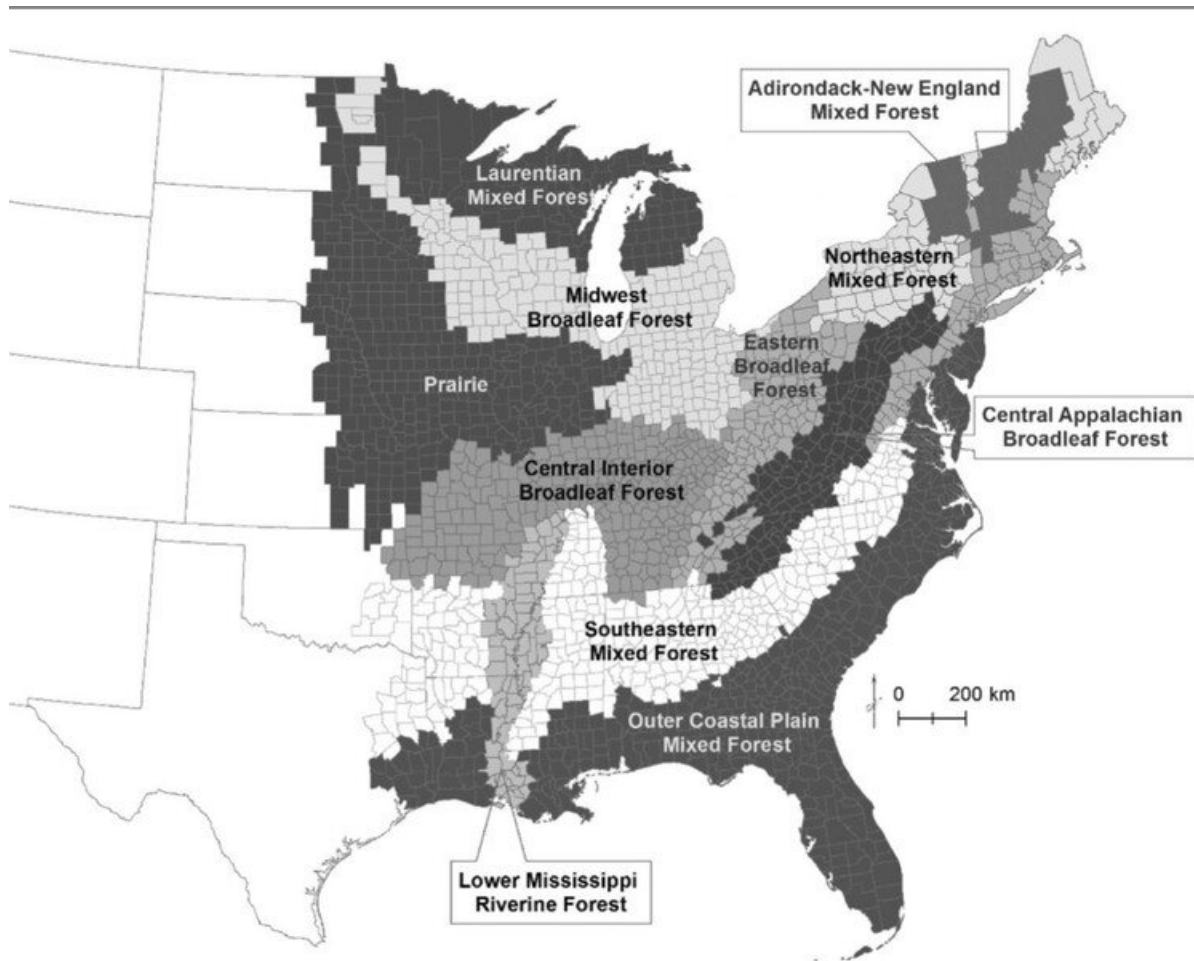 Adirondack-New England
Mixed Forest
Laurentian
Mixed Forest
Northeastern
Mixed Forest
Midwest
Broadleaf Forest
Eastern
Broadleaf
Forest
Prairie
Central Appalachian
Broadleaf Forest
Central Interior
Broadleaf Forest
Southeastern
Mixed Forest
0 200 km
Outer Coastal Plain
Mixed Forest
Lower Mississippi
Riverine Forest